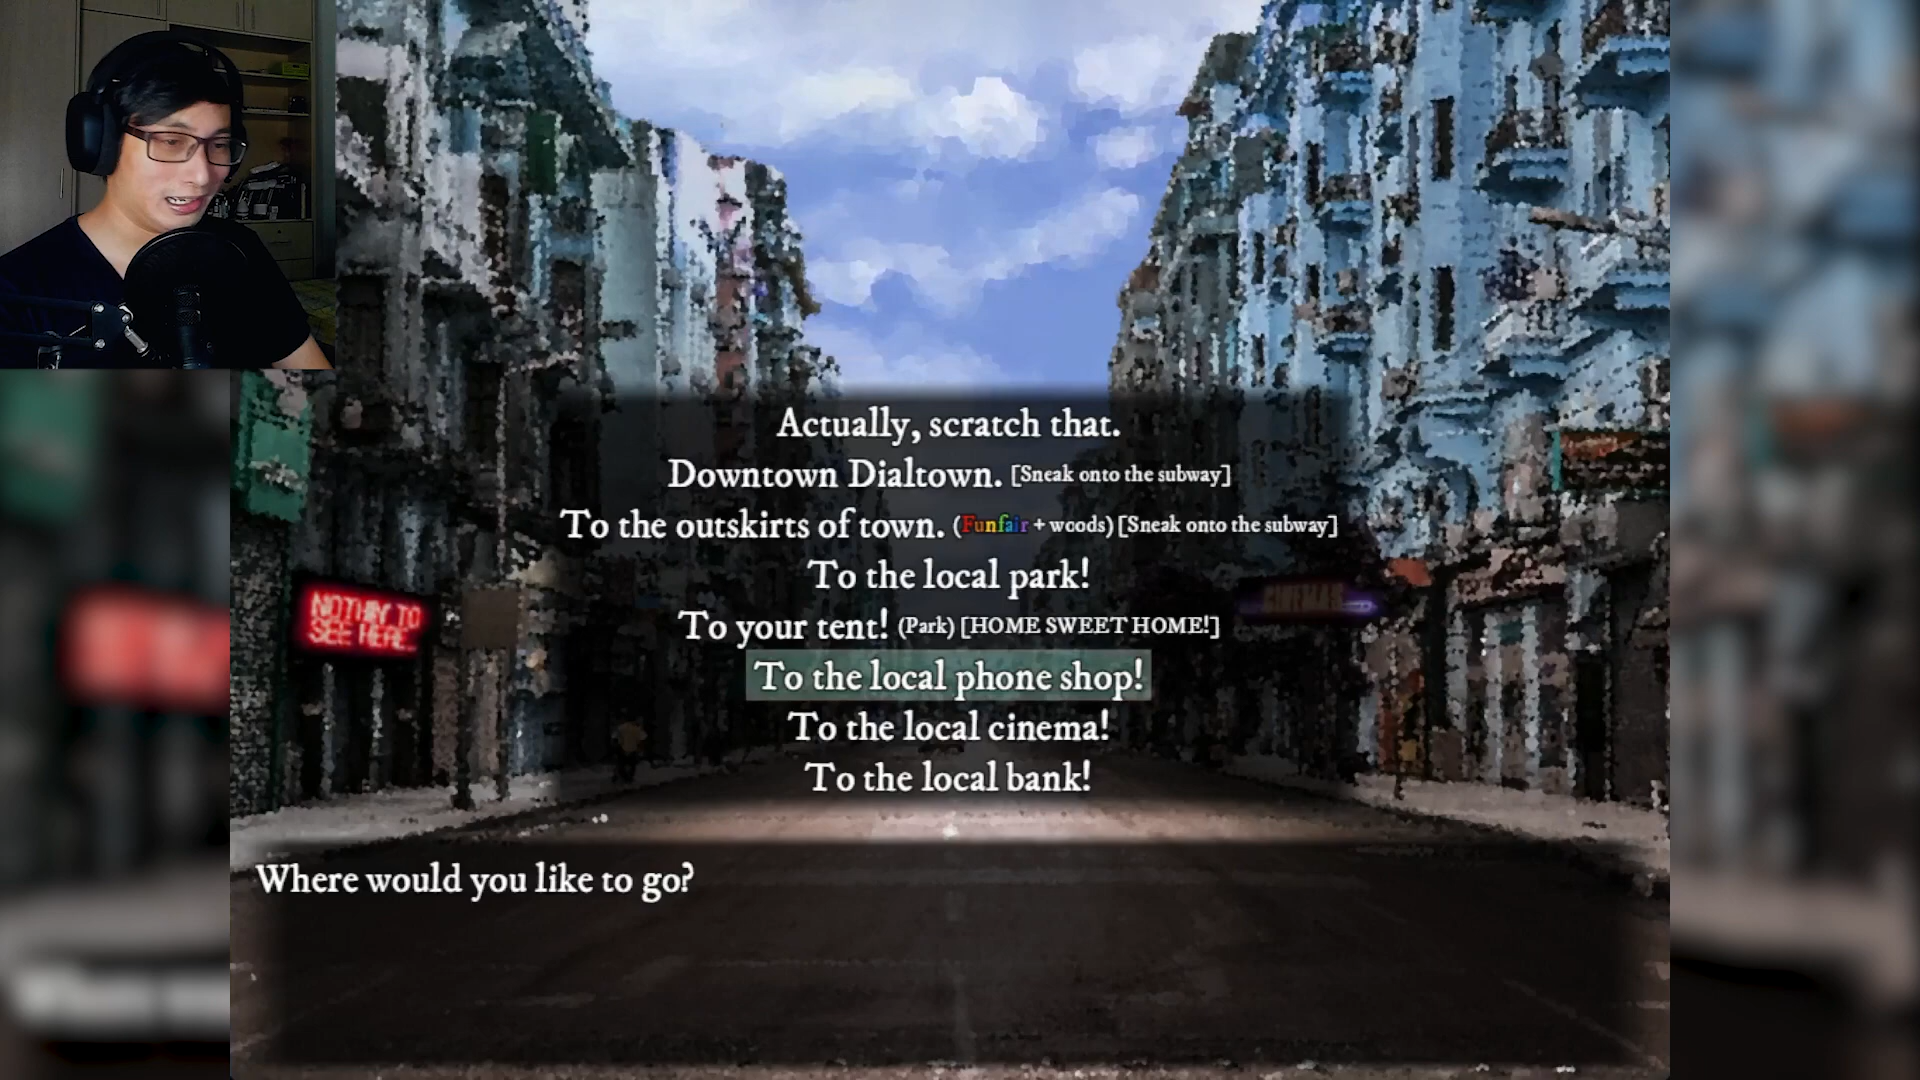 Actually, scratch that.
Downtown Dialtown. [Sneak onto the subway]
To the outskirts of town. (Funfair + woods) [Sneak onto the subway]
To the local park!
To your tent! (Park) [HOME SWEET HOME!]
To the local phone shop!
To the local cinema!
To the local bank!
NOTHIN' TO
SEE HERE..
CINEMAS
Where would you like to go?